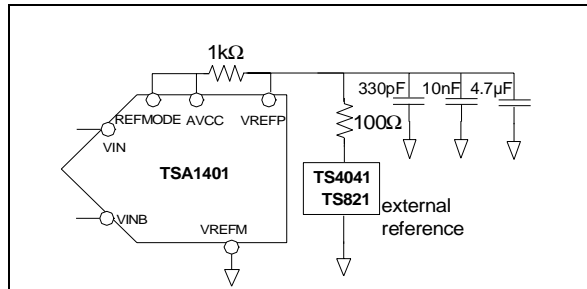 1kΩ
330pF 10nF 4.7µF
REFMODE AVCC VREFP
100Ω
VIN
TSA1401
TS4041
TS821
external
reference
VINB
VREFM